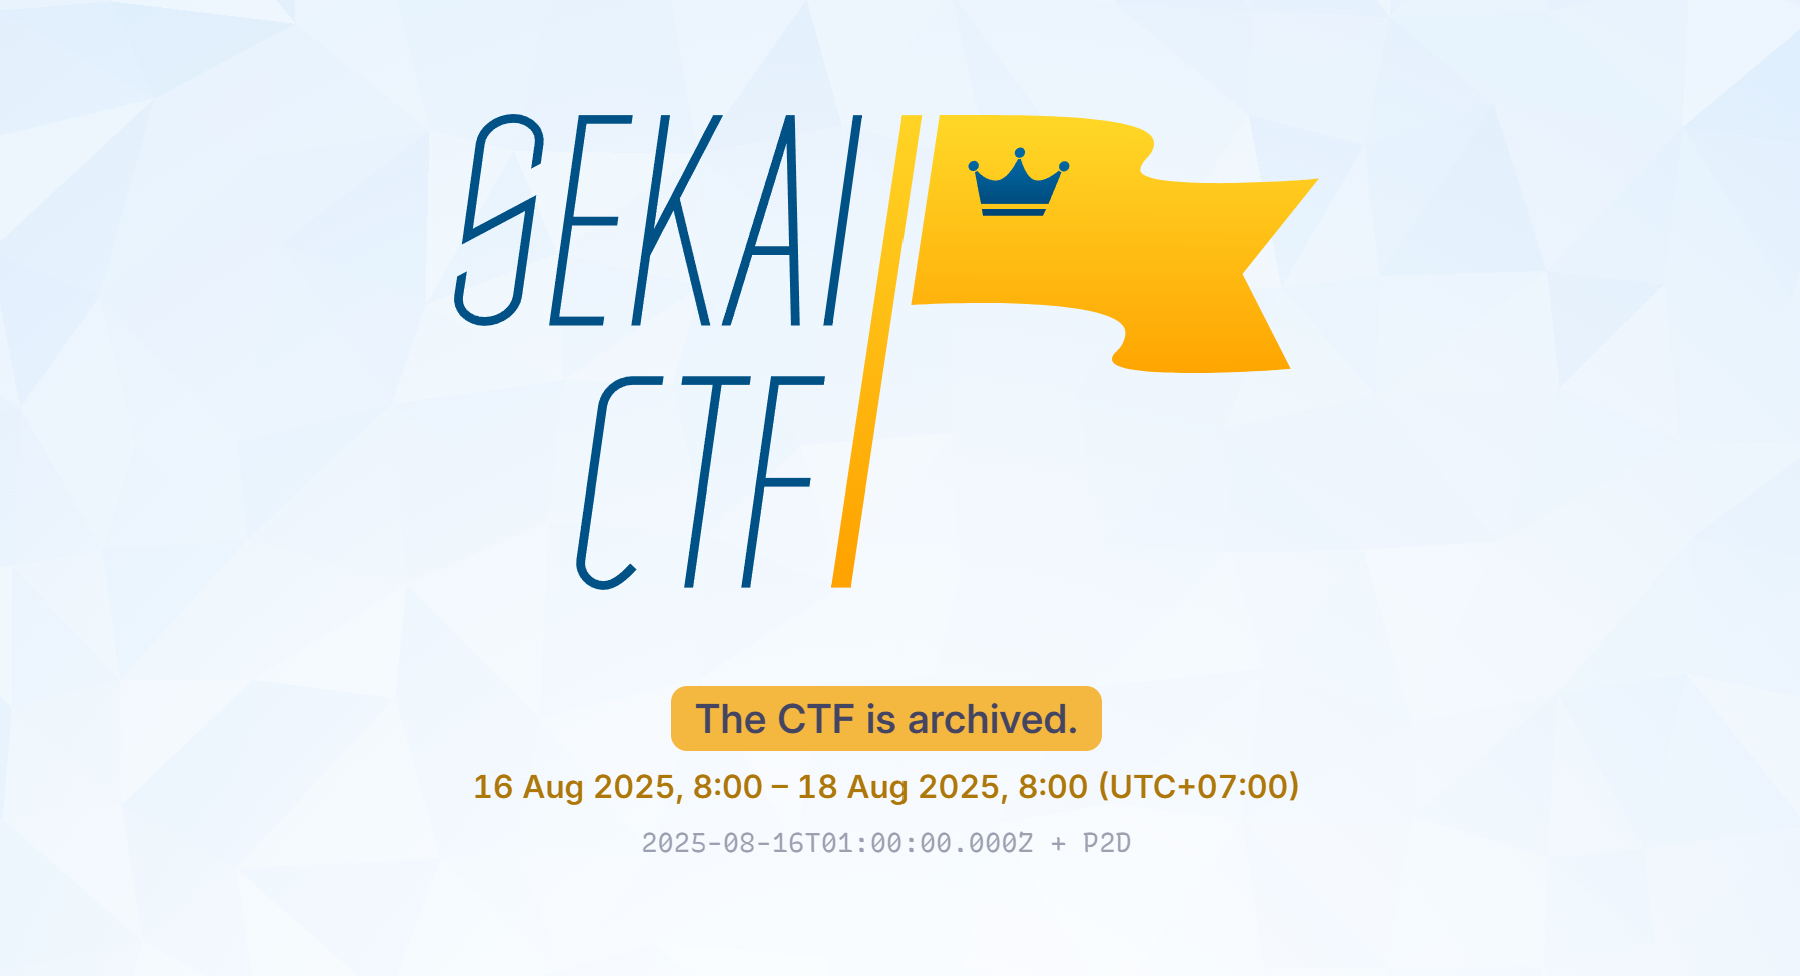 SEKAI
CTF
The CTF is archived.
16 Aug 2025, 8:00 – 18 Aug 2025, 8:00 (UTC+07:00)
2025-08-16T01:00:00.000Z + P2D